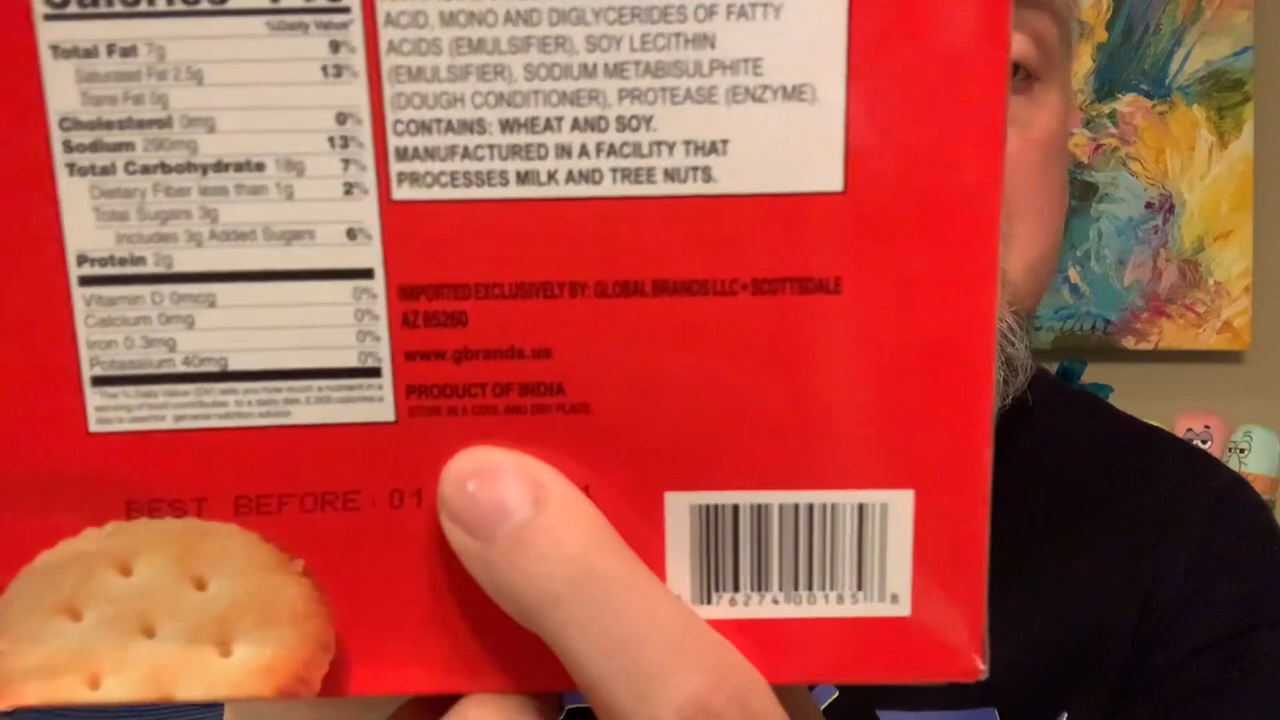 %Daily Value*
Total Fat 7g 9%
Saturated Fat 2.5g 13%
Trans Fat 0g
Cholesterol 0mg 0%
Sodium 290mg 13%
Total Carbohydrate 18g 7%
Dietary Fiber less than 1g 2%
Total Sugars 3g
Includes 3g Added Sugars 6%
Protein 2g
Vitamin D 0mcg 0%
Calcium 0mg 0%
Iron 0.3mg 0%
Potassium 40mg 0%
ACID, MONO AND DIGLYCERIDES OF FATTY
ACIDS (EMULSIFIER), SOY LECITHIN
(EMULSIFIER), SODIUM METABISULPHITE
(DOUGH CONDITIONER), PROTEASE (ENZYME).
CONTAINS: WHEAT AND SOY.
MANUFACTURED IN A FACILITY THAT
PROCESSES MILK AND TREE NUTS.
IMPORTED EXCLUSIVELY BY: GLOBAL BRANDS LLC • SCOTTSDALE
AZ 85260
www.gbrands.us
PRODUCT OF INDIA
STORE IN A COOL AND DRY PLACE.
BEST BEFORE 01
76274 00185 8